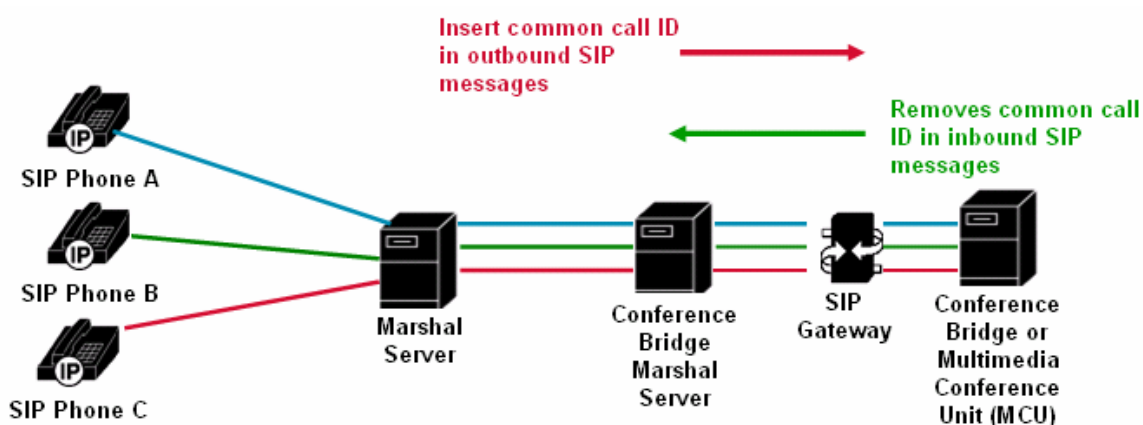 Insert common call ID
in outbound SIP
messages
Removes common call
ID in inbound SIP
messages
IP
SIP Phone A
IP
SIP Phone B
IP
SIP Phone C
Marshal
Server
Conference
Bridge
Marshal
Server
SIP
Gateway
Conference
Bridge or
Multimedia
Conference
Unit (MCU)